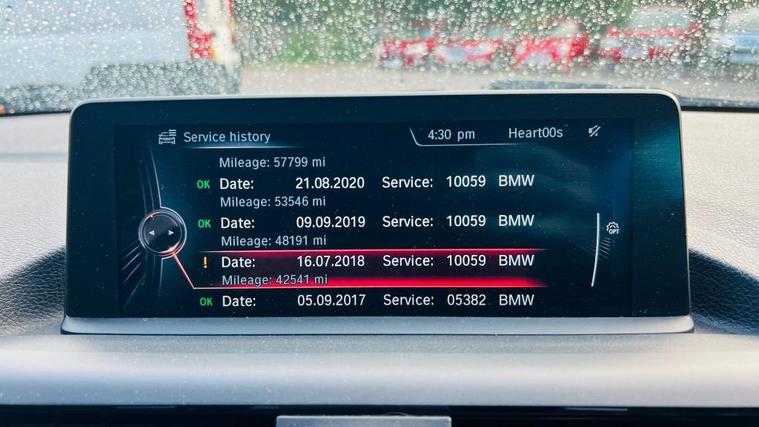 Service history 4:30 pm Heart00s
Mileage: 57799 mi
OK Date: 21.08.2020 Service: 10059 BMW
Mileage: 53546 mi
OK Date: 09.09.2019 Service: 10059 BMW
Mileage: 48191 mi
! Date: 16.07.2018 Service: 10059 BMW
Mileage: 42541 mi
OK Date: 05.09.2017 Service: 05382 BMW
OPT